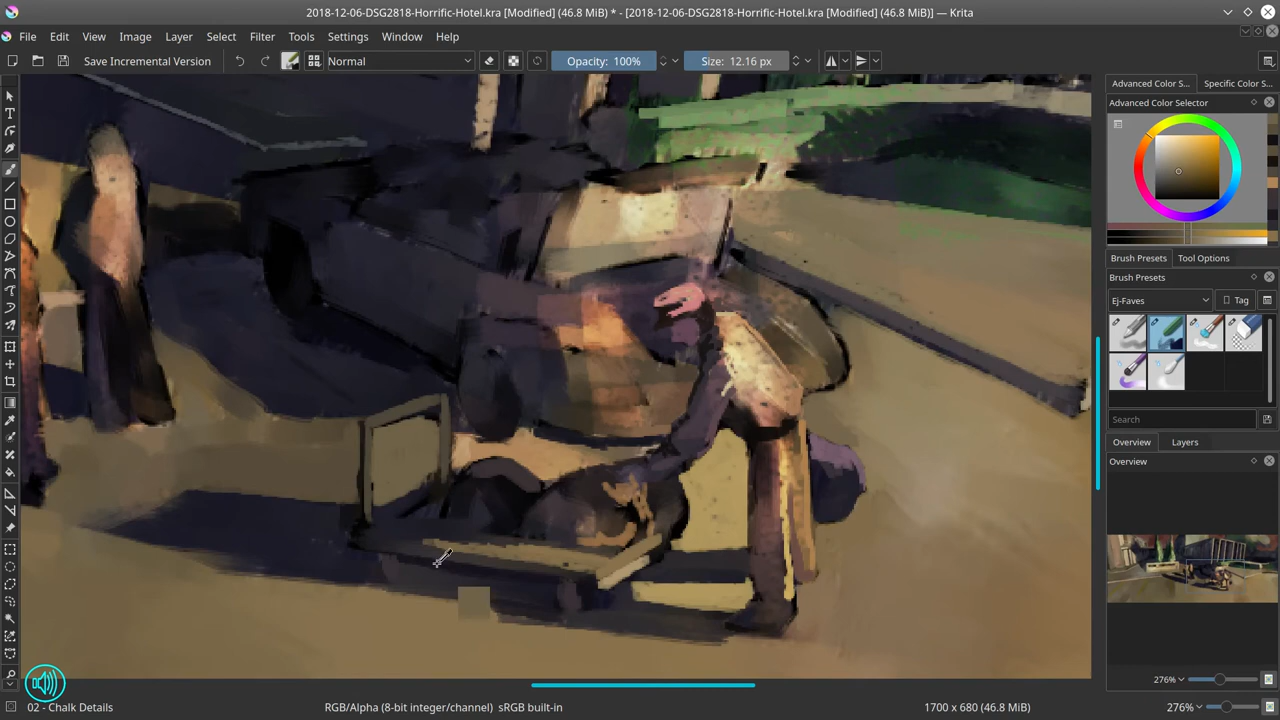 2018-12-06-DSG2818-Horrific-Hotel.kra [Modified] (46.8 MiB) * - [2018-12-06-DSG2818-Horrific-Hotel.kra [Modified] (46.8 MiB)] — Krita
File Edit View Image Layer Select Filter Tools Settings Window Help
Save Incremental Version Normal Opacity: 100% Size: 12.16 px
Advanced Color S... Specific Color S...
Advanced Color Selector
Brush Presets Tool Options
Brush Presets
Ej-Faves Tag
Search
Overview Layers
Overview
276%
02 - Chalk Details RGB/Alpha (8-bit integer/channel) sRGB built-in 1700 x 680 (46.8 MiB) 276%